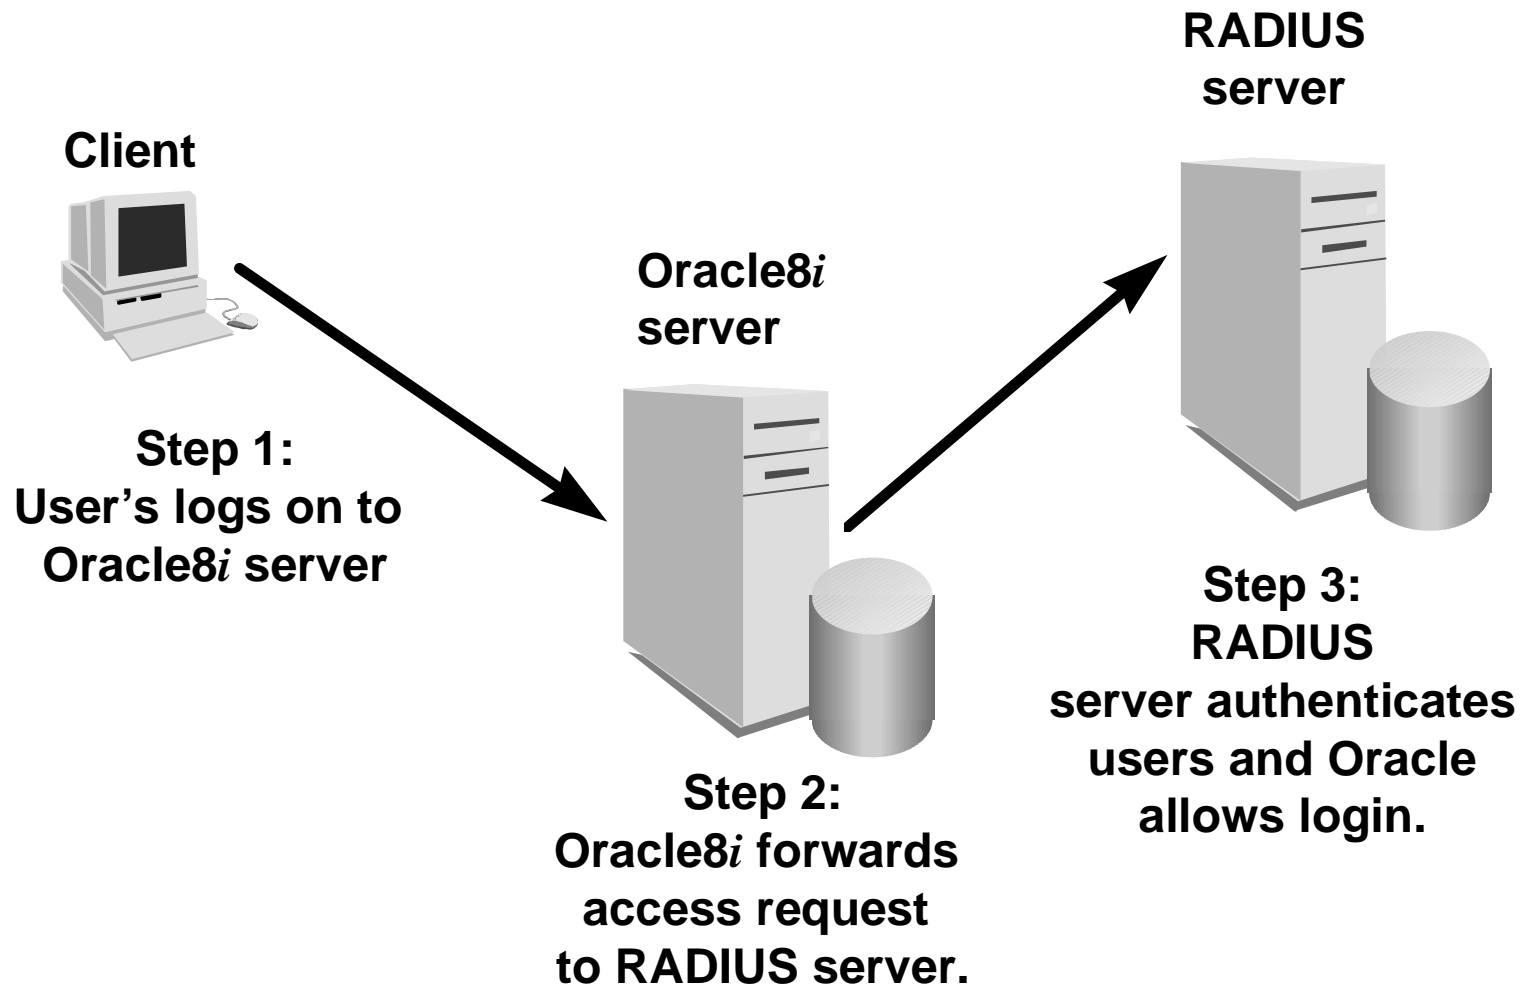 Client
Step 1:
User’s logs on to
Oracle8i server
Oracle8i
server
Step 2:
Oracle8i forwards
access request
to RADIUS server.
RADIUS
server
Step 3:
RADIUS
server authenticates
users and Oracle
allows login.